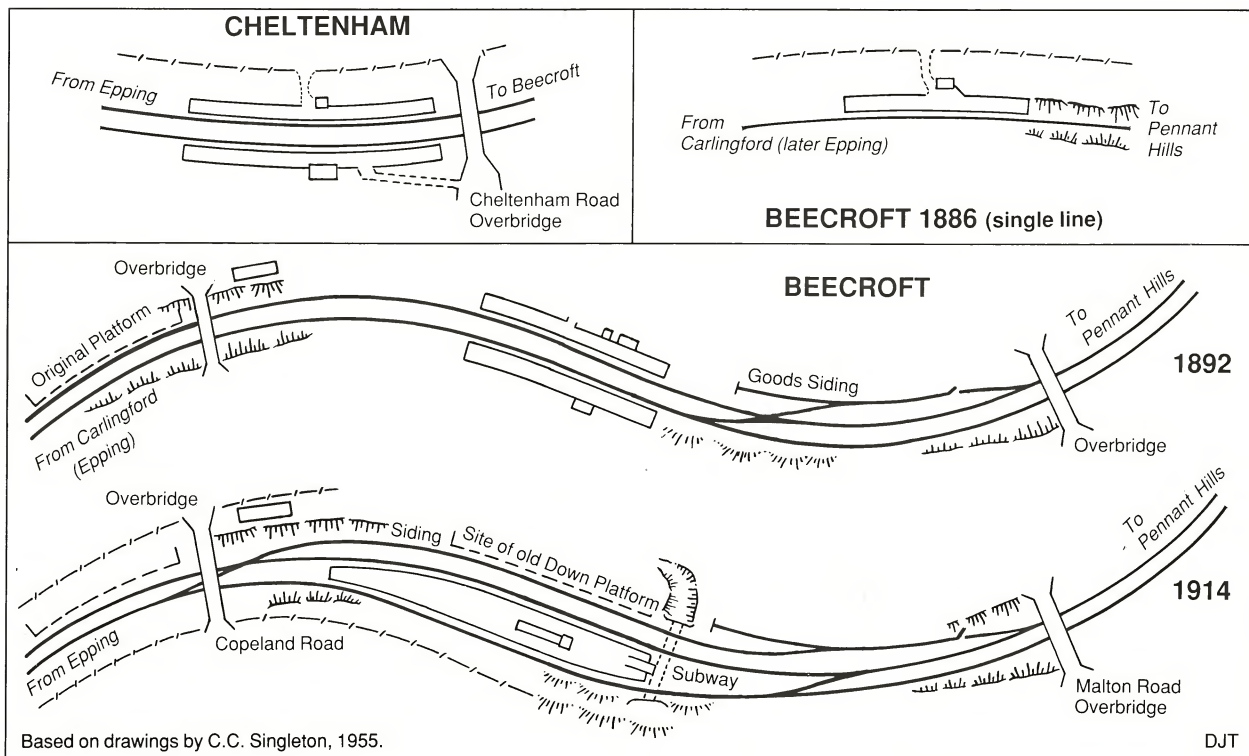 CHELTENHAM
From Epping
To Beecroft
Cheltenham Road
Overbridge
From
Carlingford (later Epping)
To
Pennant
Hills
BEECROFT 1886 (single line)
BEECROFT
Overbridge
Original Platform
From Carlingford
(Epping)
Goods Siding
To
Pennant Hills
1892
Overbridge
Overbridge
Siding
Site of old Down Platform
To
Pennant Hills
1914
From Epping
Copeland Road
Subway
Malton Road
Overbridge
Based on drawings by C.C. Singleton, 1955.
DJT